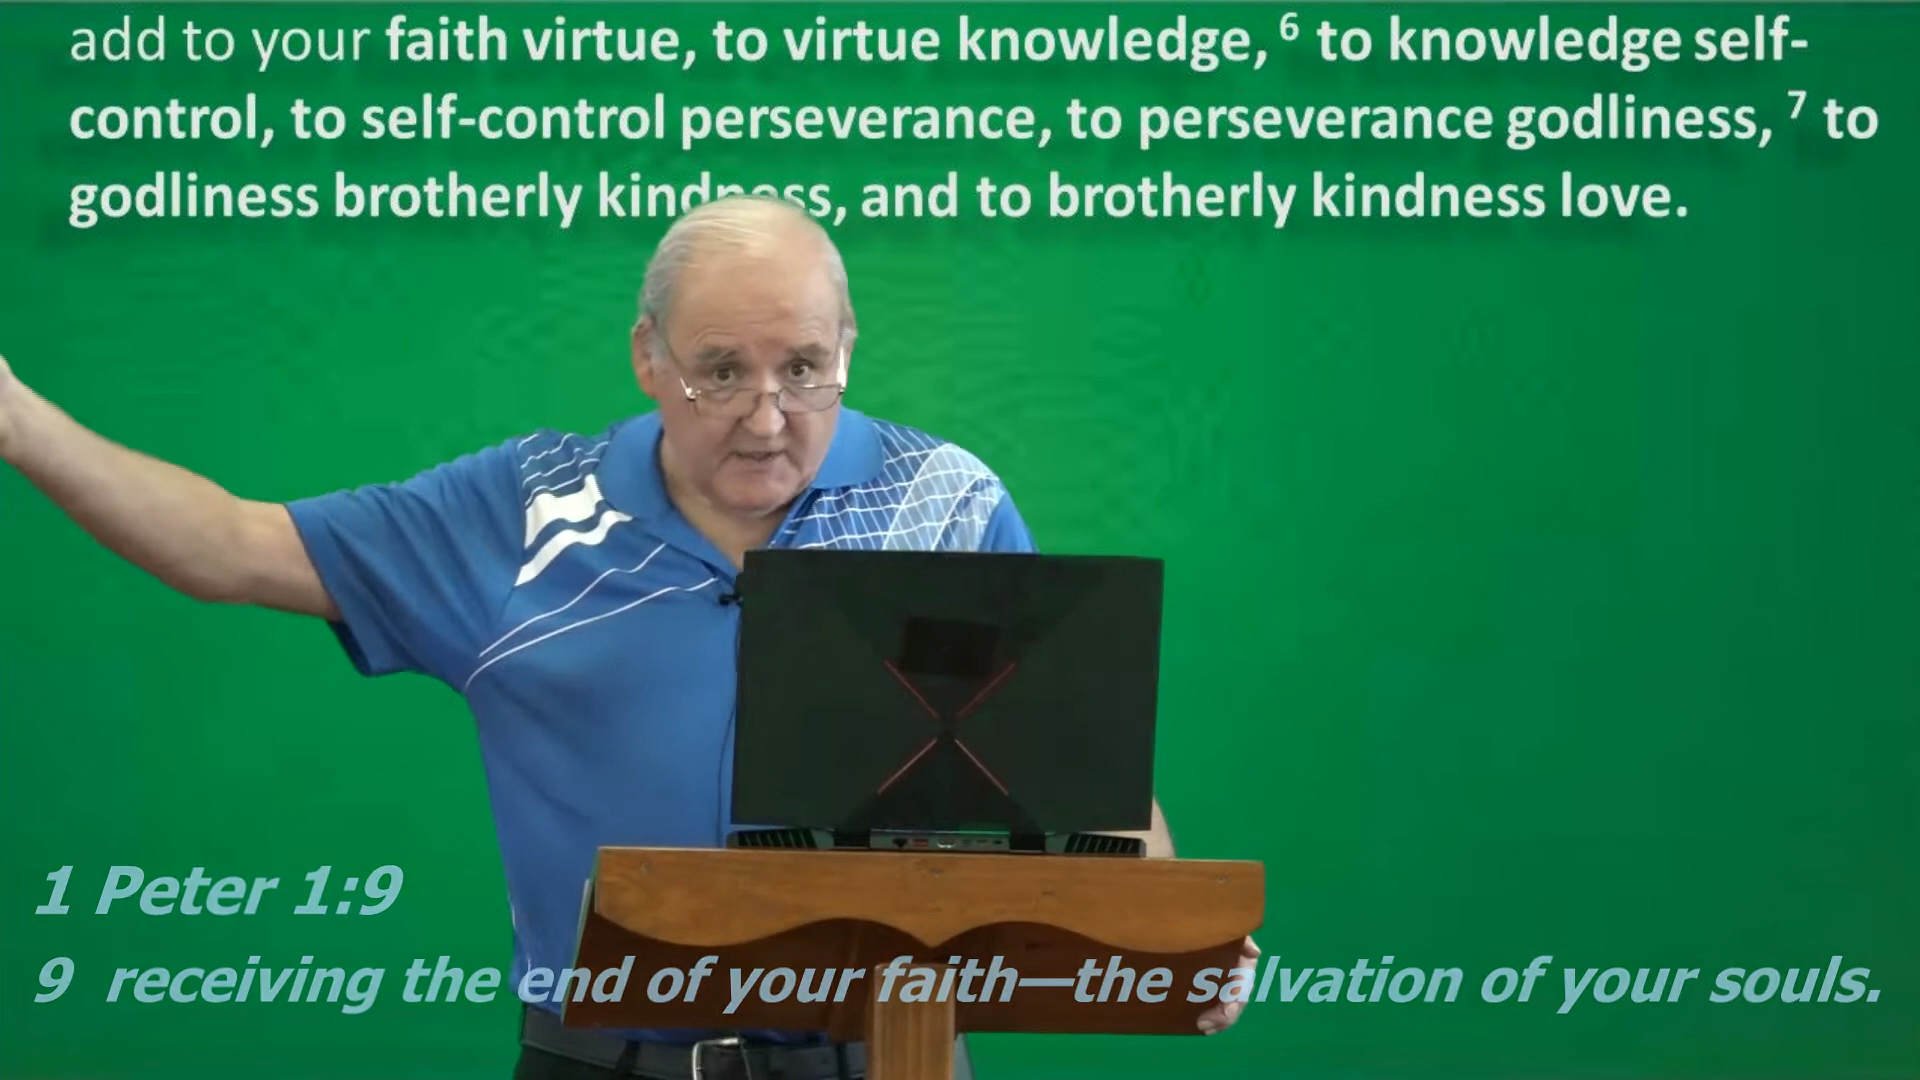 add to your faith virtue, to virtue knowledge, 6 to knowledge self-
control, to self-control perseverance, to perseverance godliness, 7 to
godliness brotherly kindness, and to brotherly kindness love.
1 Peter 1:9
9 receiving the end of your faith—the salvation of your souls.